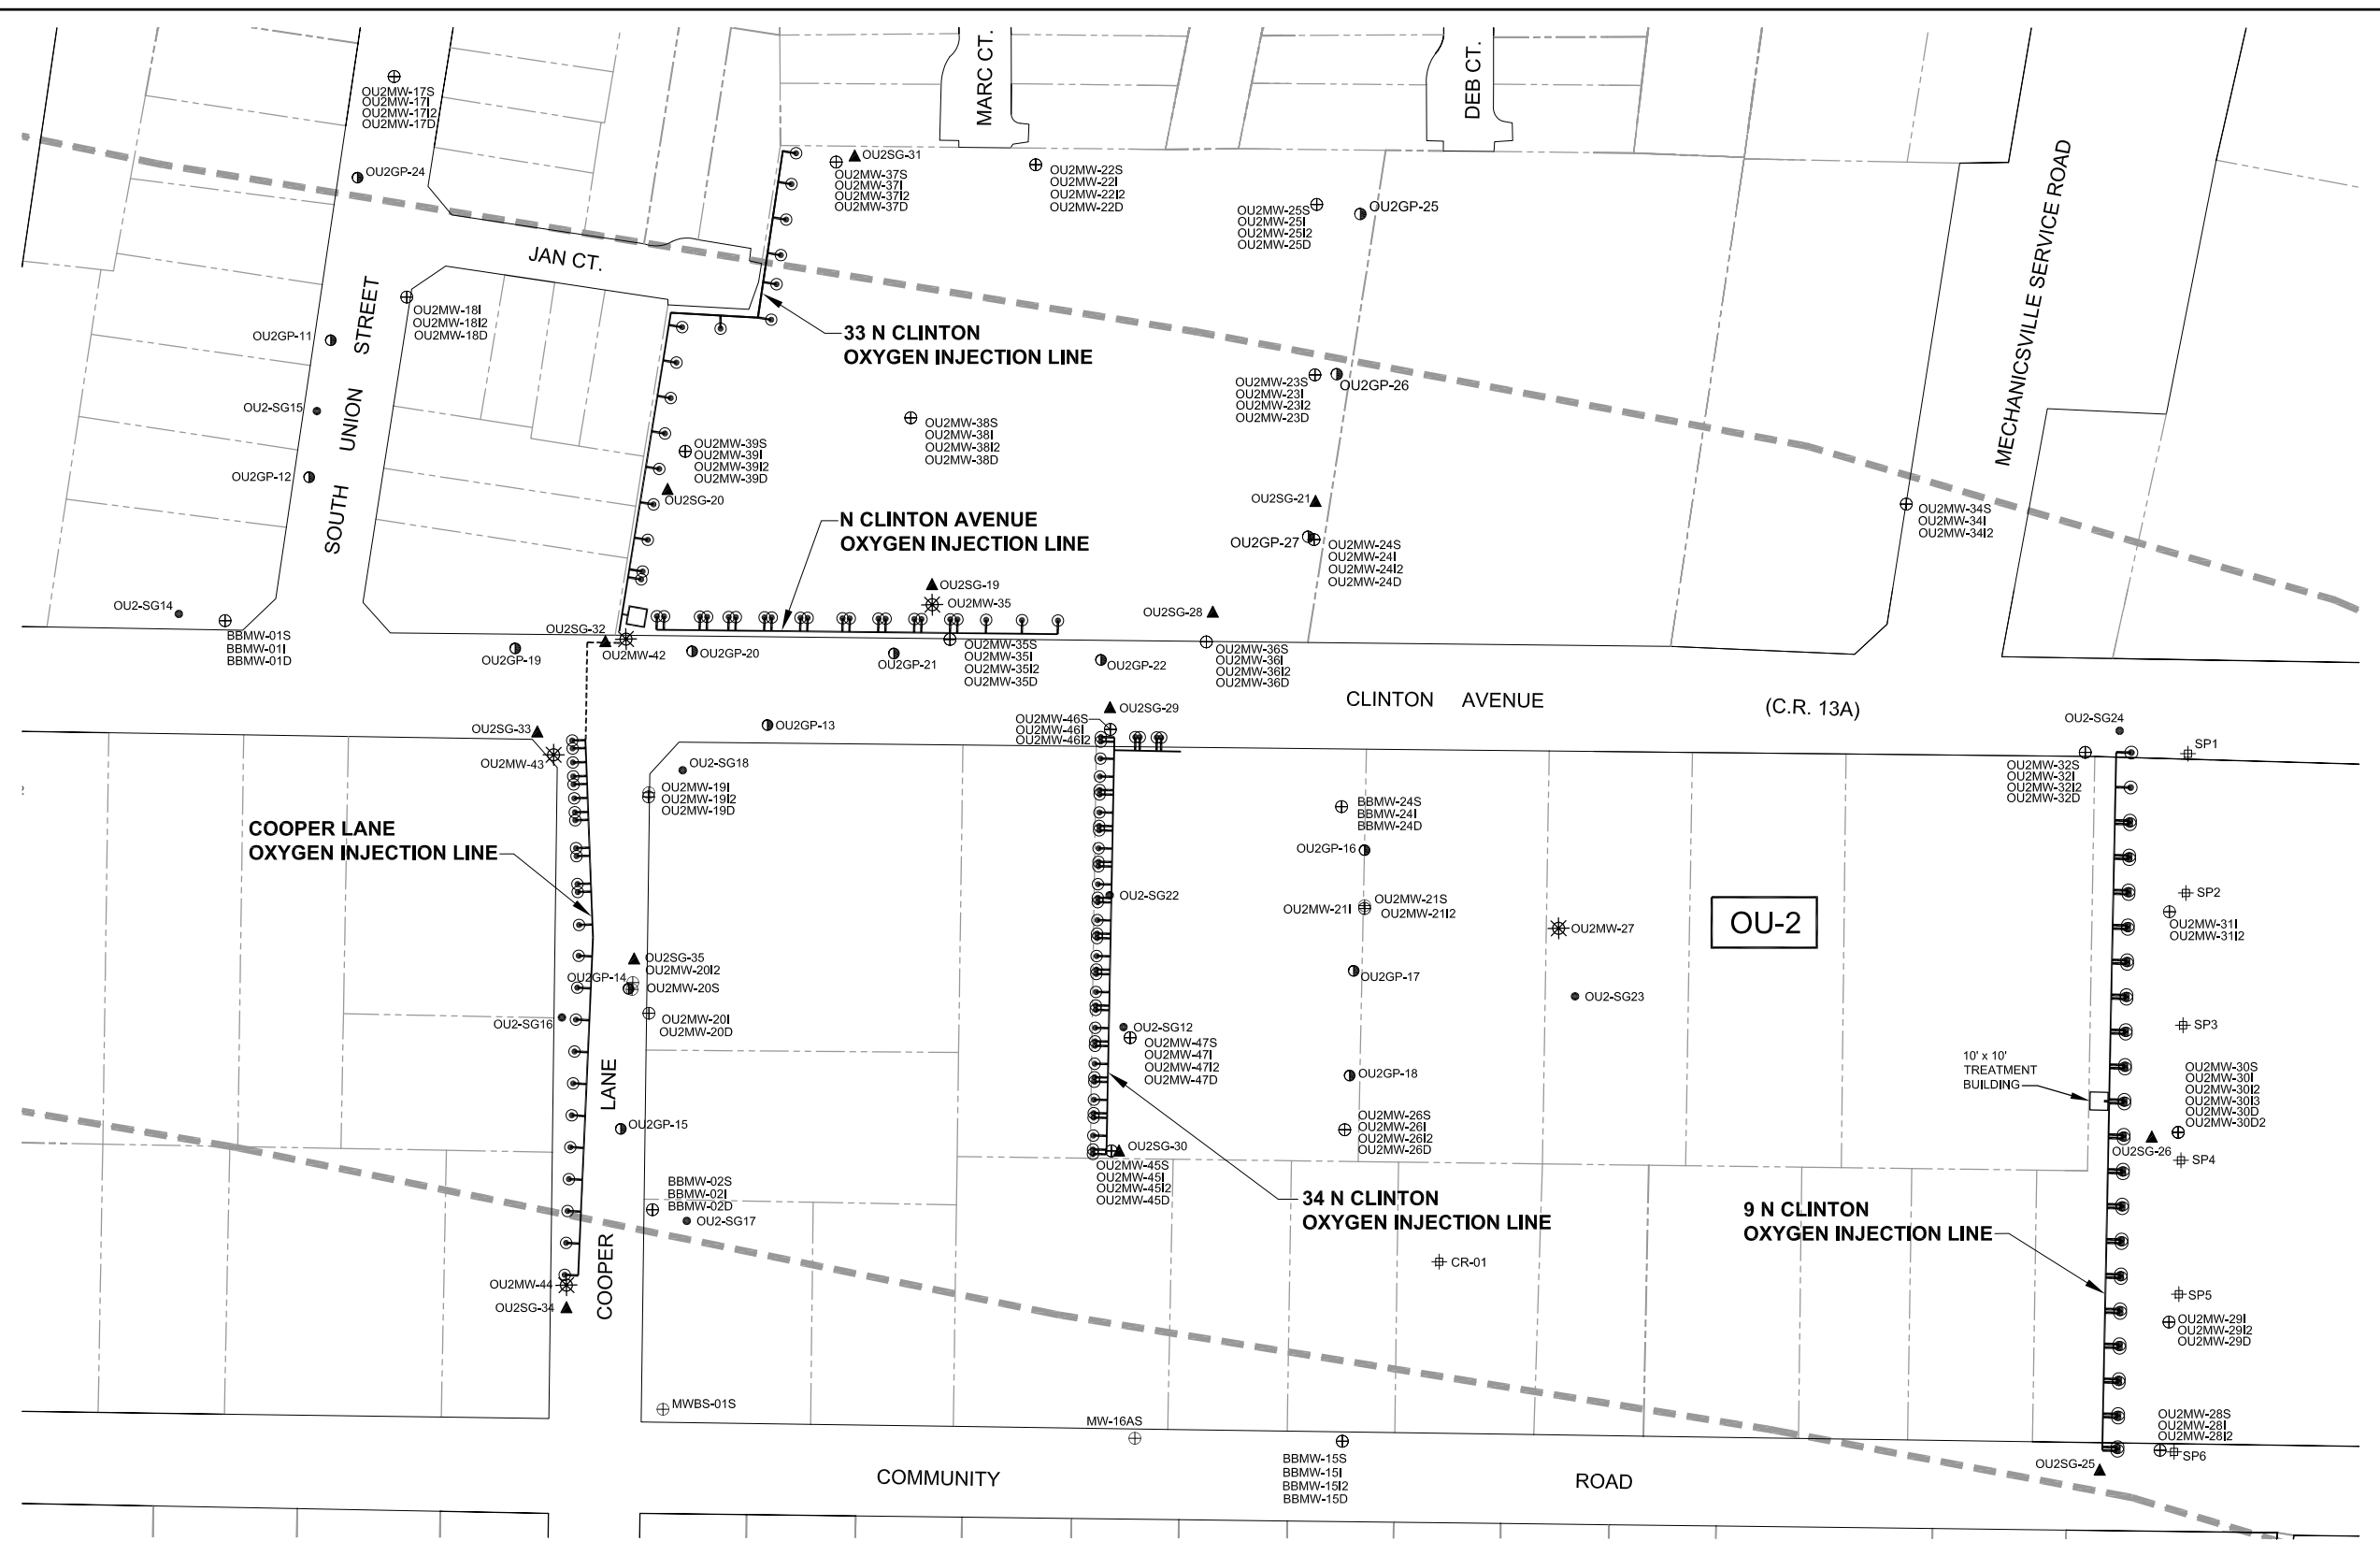 MARC CT.
DEB CT.
OU2MW-17S
OU2MW-17I
OU2MW-17I2
OU2MW-17D
OU2GP-24
OU2SG-31
OU2MW-37S
OU2MW-37I
OU2MW-37I2
OU2MW-37D
OU2MW-22S
OU2MW-22I
OU2MW-22I2
OU2MW-22D
OU2MW-25S
OU2MW-25I
OU2MW-25I2
OU2MW-25D
OU2GP-25
MECHANICSVILLE SERVICE ROAD
JAN CT.
SOUTH UNION STREET
OU2MW-18I
OU2MW-18I2
OU2MW-18D
OU2GP-11
OU2-SG15
OU2GP-12
33 N CLINTON
OXYGEN INJECTION LINE
OU2MW-23S
OU2MW-23I
OU2MW-23I2
OU2MW-23D
OU2GP-26
OU2MW-38S
OU2MW-38I
OU2MW-38I2
OU2MW-38D
OU2MW-39S
OU2MW-39I
OU2MW-39I2
OU2MW-39D
OU2SG-20
OU2SG-21
OU2MW-34S
OU2MW-34I
OU2MW-34I2
N CLINTON AVENUE
OXYGEN INJECTION LINE
OU2GP-27
OU2MW-24S
OU2MW-24I
OU2MW-24I2
OU2MW-24D
OU2SG-19
OU2MW-35
OU2SG-28
OU2-SG14
BBMW-01S
BBMW-01I
BBMW-01D
OU2SG-32
OU2MW-42
OU2GP-19
OU2GP-20
OU2GP-21
OU2MW-35S
OU2MW-35I
OU2MW-35I2
OU2MW-35D
OU2GP-22
OU2MW-36S
OU2MW-36I
OU2MW-36I2
OU2MW-36D
CLINTON AVENUE
(C.R. 13A)
OU2SG-33
OU2MW-43
OU2GP-13
OU2MW-46S
OU2MW-46I
OU2MW-46I2
OU2SG-29
OU2-SG24
SP1
OU2MW-32S
OU2MW-32I
OU2MW-32I2
OU2MW-32D
OU2-SG18
OU2MW-19I
OU2MW-19I2
OU2MW-19D
BBMW-24S
BBMW-24I
BBMW-24D
OU2GP-16
COOPER LANE
OXYGEN INJECTION LINE
OU2-SG22
OU2MW-21I
OU2MW-21S
OU2MW-21I2
OU2MW-27
OU-2
SP2
OU2MW-31I
OU2MW-31I2
OU2SG-35
OU2MW-20I2
OU2GP-14
OU2MW-20S
OU2GP-17
OU2-SG23
OU2-SG16
OU2MW-20I
OU2MW-20D
OU2-SG12
OU2MW-47S
OU2MW-47I
OU2MW-47I2
OU2MW-47D
SP3
10' x 10'
TREATMENT
BUILDING
OU2MW-30S
OU2MW-30I
OU2MW-30I2
OU2MW-30I3
OU2MW-30D
OU2MW-30D2
OU2GP-18
OU2GP-15
OU2MW-26S
OU2MW-26I
OU2MW-26I2
OU2MW-26D
OU2SG-30
OU2MW-45S
OU2MW-45I
OU2MW-45I2
OU2MW-45D
OU2SG-26
SP4
BBMW-02S
BBMW-02I
BBMW-02D
OU2-SG17
COOPER LANE
34 N CLINTON
OXYGEN INJECTION LINE
9 N CLINTON
OXYGEN INJECTION LINE
CR-01
OU2MW-44
OU2SG-34
SP5
OU2MW-29I
OU2MW-29I2
OU2MW-29D
MWBS-01S
MW-16AS
OU2MW-28S
OU2MW-28I
OU2MW-28I2
SP6
OU2SG-25
BBMW-15S
BBMW-15I
BBMW-15I2
BBMW-15D
COMMUNITY ROAD